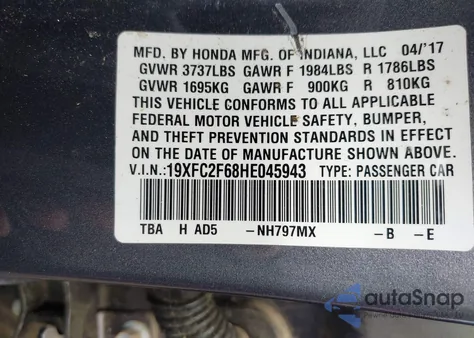 MFD. BY HONDA MFG. OF INDIANA, LLC 04/'17
GVWR 3737LBS GAWR F 1984LBS R 1786LBS
GVWR 1695KG GAWR F 900KG R 810KG
THIS VEHICLE CONFORMS TO ALL APPLICABLE
FEDERAL MOTOR VEHICLE SAFETY, BUMPER,
AND THEFT PREVENTION STANDARDS IN EFFECT
ON THE DATE OF MANUFACTURE SHOWN ABOVE.
V.I.N.:19XFC2F68HE045943 TYPE: PASSENGER CAR
TBA H AD5 -NH797MX -B -E
autoSnap